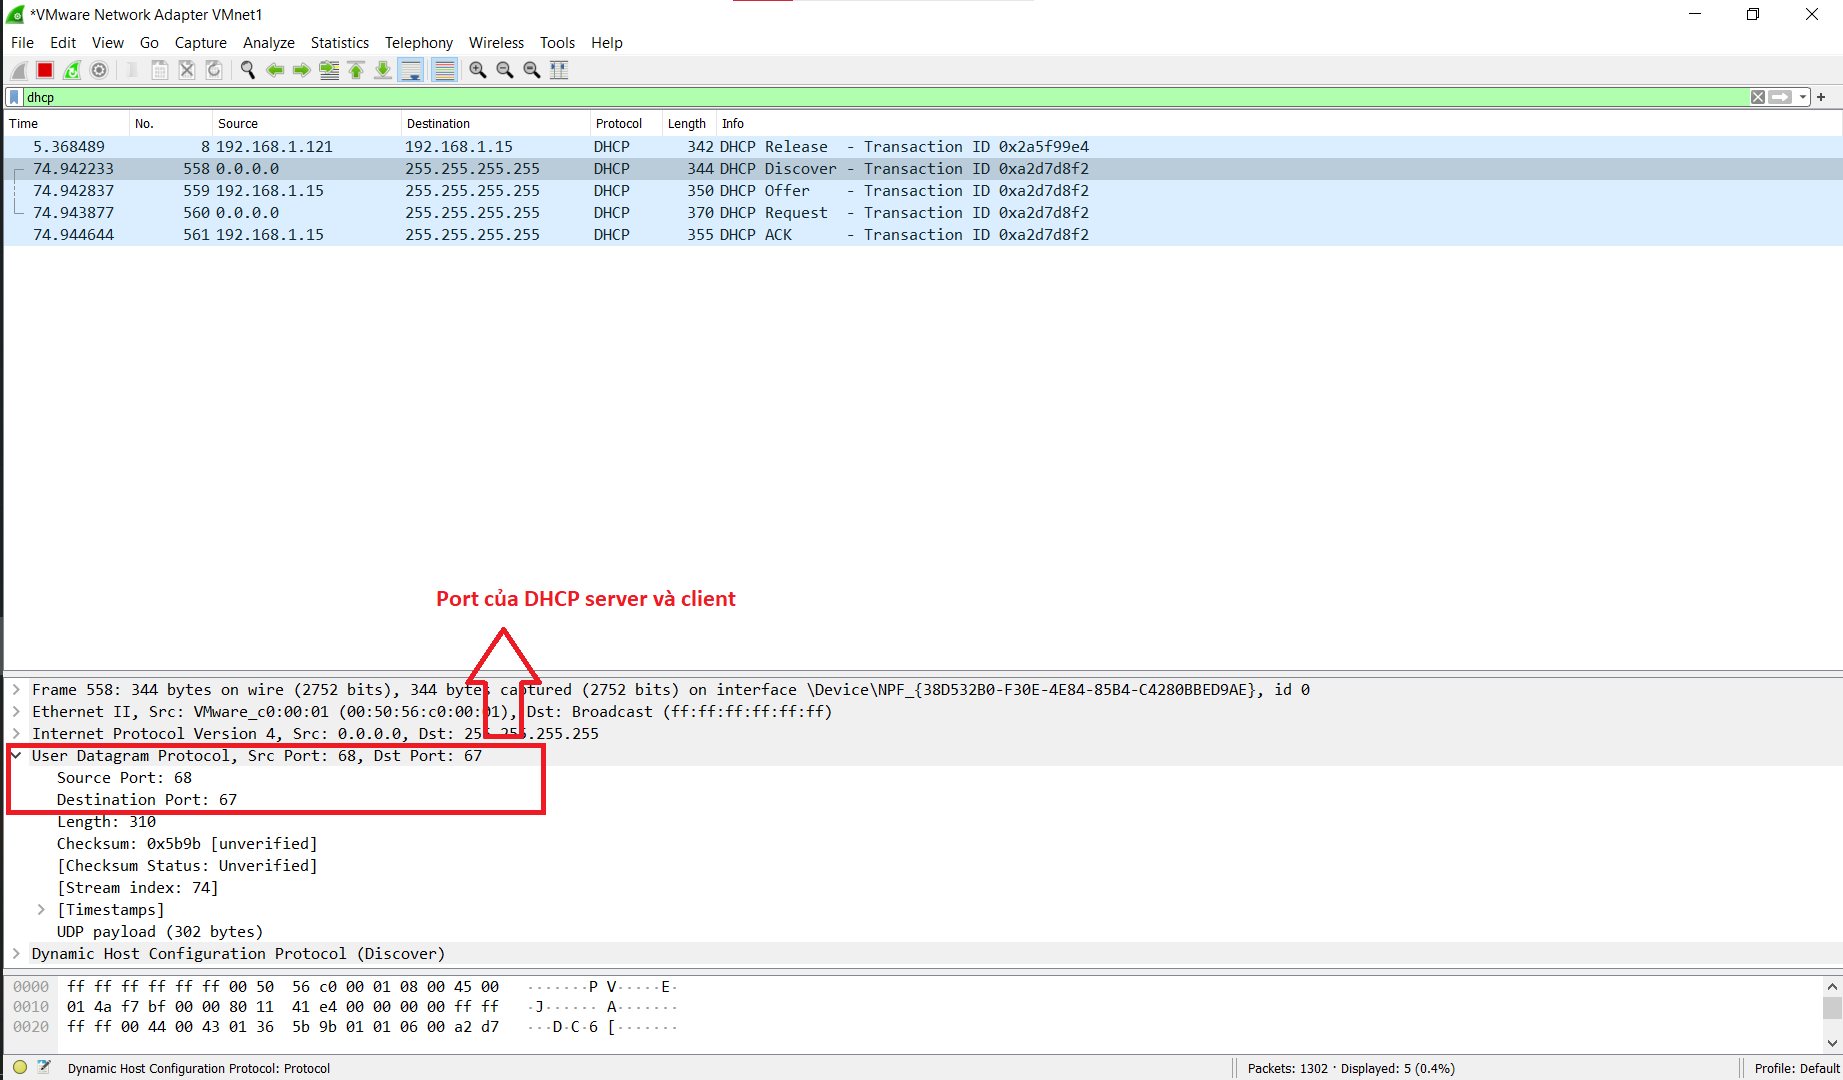 *VMware Network Adapter VMnet1
File Edit View Go Capture Analyze Statistics Telephony Wireless Tools Help
dhcp
Time No. Source Destination Protocol Length Info
5.368489 8 192.168.1.121 192.168.1.15 DHCP 342 DHCP Release - Transaction ID 0x2a5f99e4
74.942233 558 0.0.0.0 255.255.255.255 DHCP 344 DHCP Discover - Transaction ID 0xa2d7d8f2
74.942837 559 192.168.1.15 255.255.255.255 DHCP 350 DHCP Offer - Transaction ID 0xa2d7d8f2
74.943877 560 0.0.0.0 255.255.255.255 DHCP 370 DHCP Request - Transaction ID 0xa2d7d8f2
74.944644 561 192.168.1.15 255.255.255.255 DHCP 355 DHCP ACK - Transaction ID 0xa2d7d8f2
Port của DHCP server và client
Frame 558: 344 bytes on wire (2752 bits), 344 bytes captured (2752 bits) on interface \Device\NPF_{38D532B0-F30E-4E84-85B4-C4280BBED9AE}, id 0
Ethernet II, Src: VMware_c0:00:01 (00:50:56:c0:00:01), Dst: Broadcast (ff:ff:ff:ff:ff:ff)
Internet Protocol Version 4, Src: 0.0.0.0, Dst: 255.255.255.255
User Datagram Protocol, Src Port: 68, Dst Port: 67
Source Port: 68
Destination Port: 67
Length: 310
Checksum: 0x5b9b [unverified]
[Checksum Status: Unverified]
[Stream index: 74]
[Timestamps]
UDP payload (302 bytes)
Dynamic Host Configuration Protocol (Discover)
0000 ff ff ff ff ff ff 00 50 56 c0 00 01 08 00 45 00 ·······P V·····E·
0010 01 4a f7 bf 00 00 80 11 41 e4 00 00 00 00 ff ff ·J······ A·······
0020 ff ff 00 44 00 43 01 36 5b 9b 01 01 06 00 a2 d7 ···D·C·6 [·······
Dynamic Host Configuration Protocol: Protocol
Packets: 1302 · Displayed: 5 (0.4%)
Profile: Default